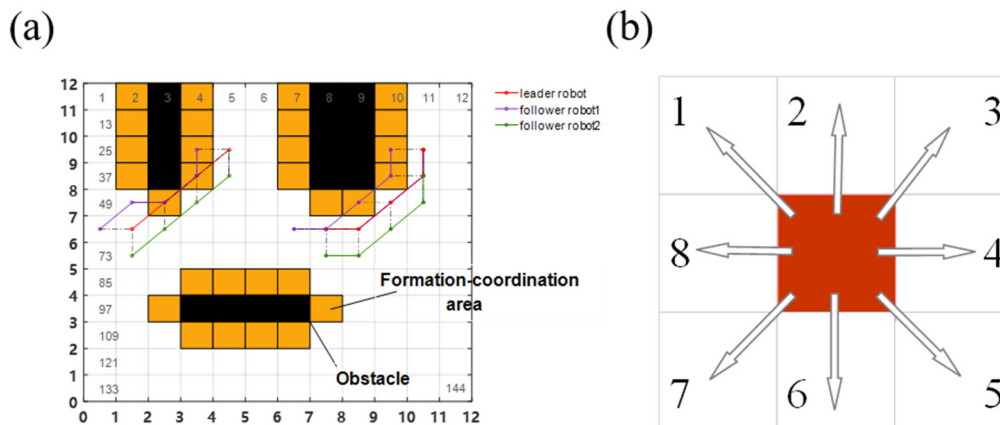 (a)
(b)
12
11
10
9
8
7
6
5
4
3
2
1
0
1 2 3 4 5 6 7 8 9 10 11 12
13
25
37
49
73
85
97
109
121
133
144
0 1 2 3 4 5 6 7 8 9 10 11 12
leader robot
follower robot1
follower robot2
Formation-coordination
area
Obstacle
1 2 3
8 4
7 6 5